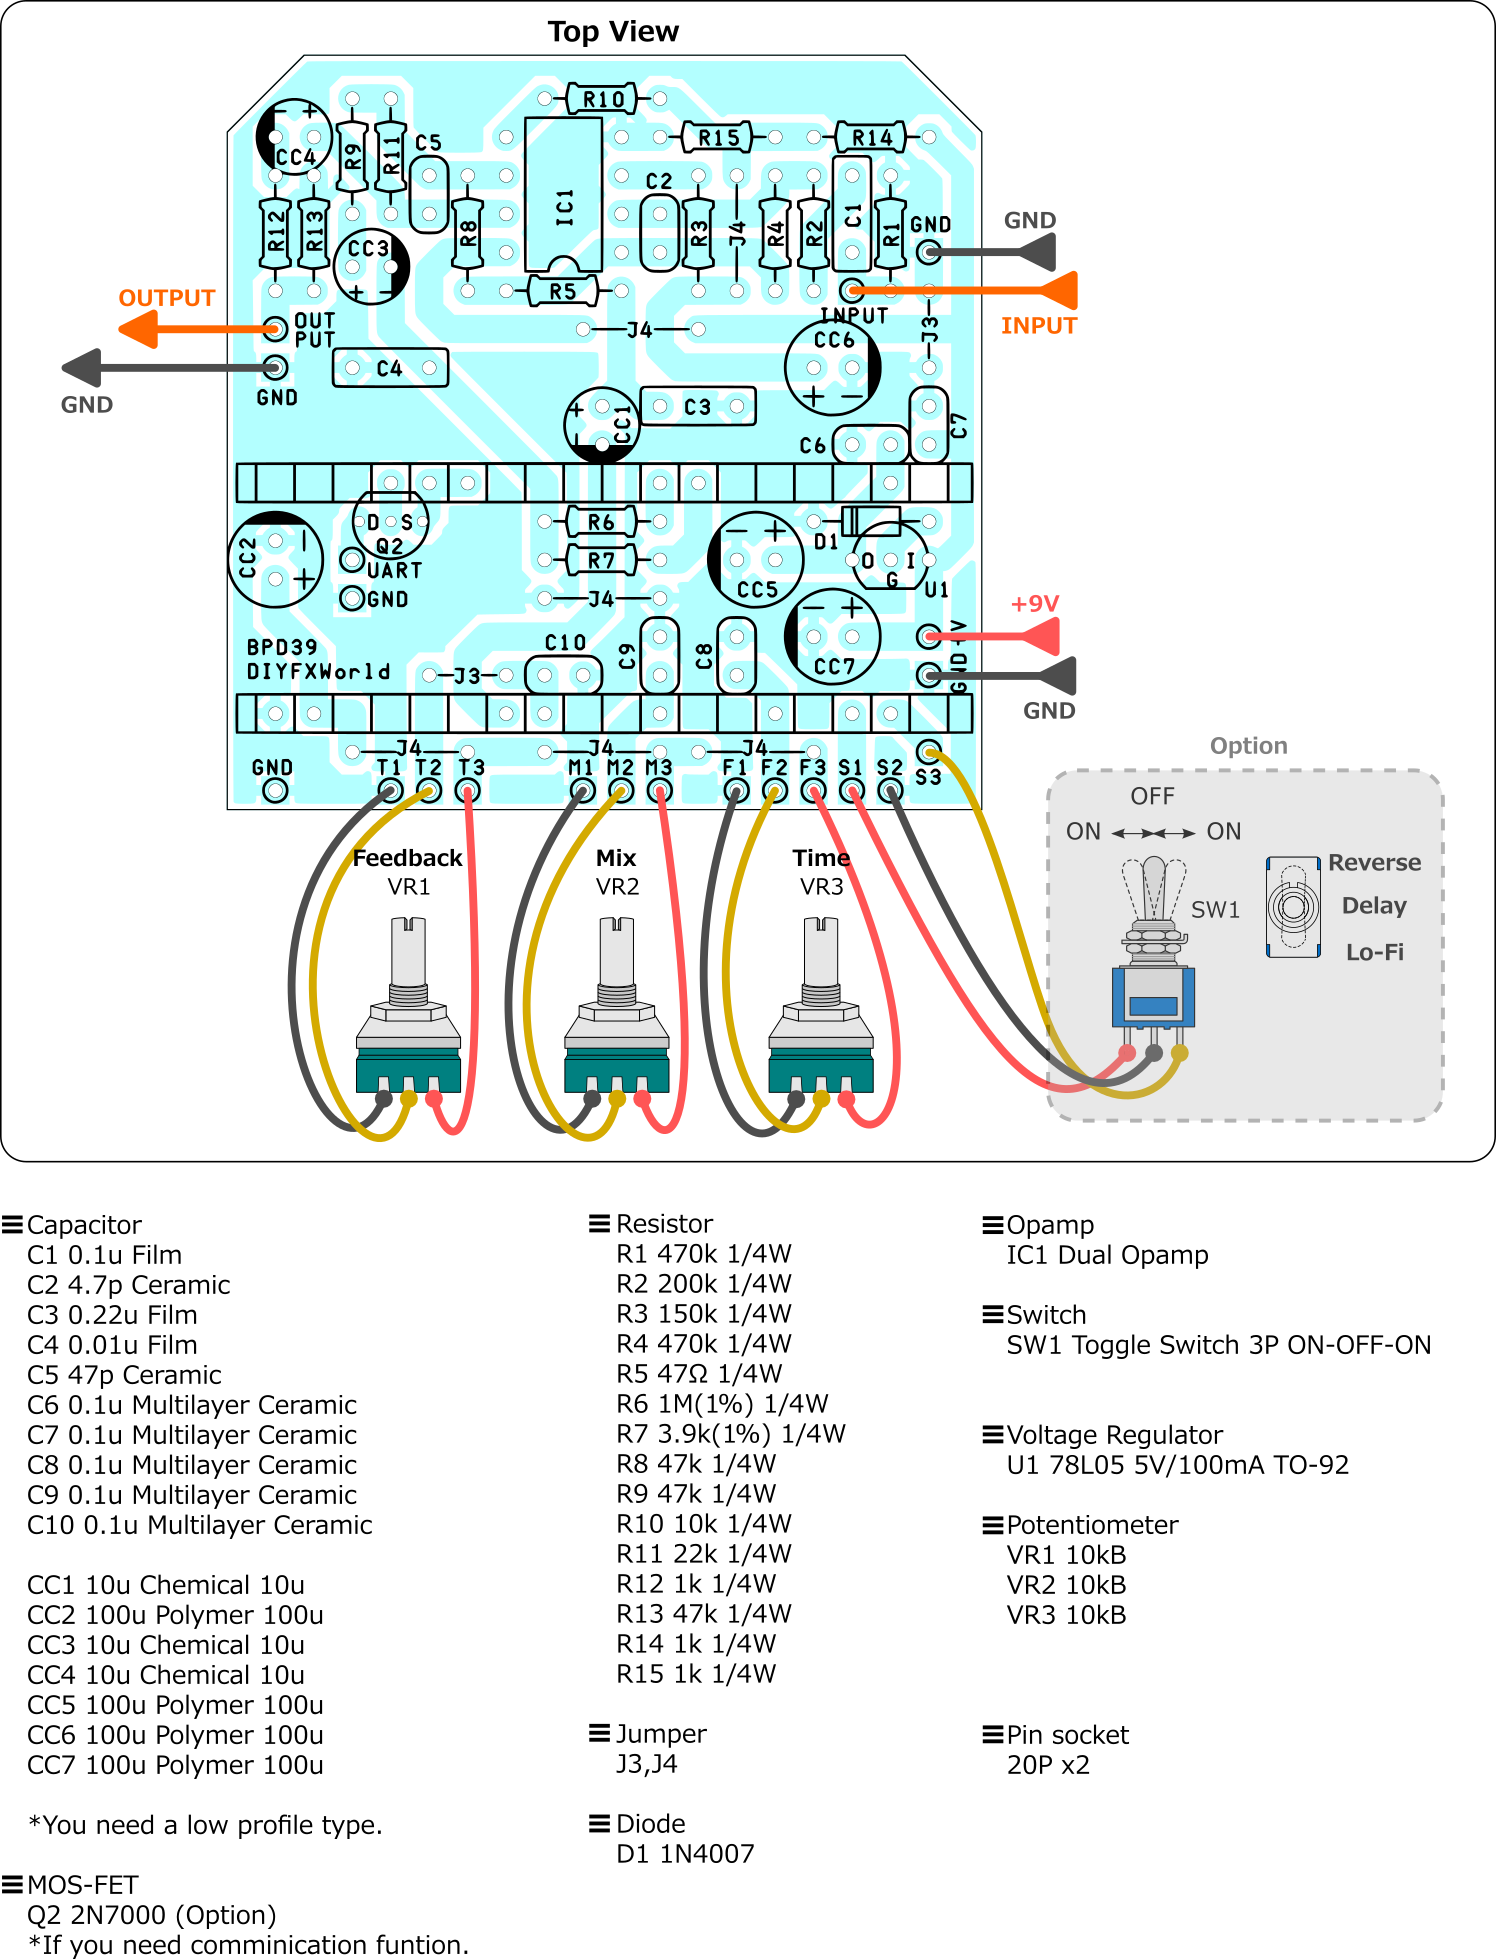 Top View
R10
R15
R14
CC4
R9
R11
C5
IC1
C2
R12
R13
R8
R3
J4
R4
R2
C1
R1
GND
GND
CC3
R5
OUTPUT
OUT
PUT
INPUT
INPUT
J4
J3
CC6
C4
GND
GND
CC1
C3
C6
C7
D S
Q2
CC2
UART
GND
R6
R7
J4
CC5
D1
O I
G
U1
+9V
+V
GND
GND
BPD39
DIYFXWorld
J3
C10
C9
C8
CC7
J4
J4
J4
GND
T1 T2 T3
M1 M2 M3
F1 F2 F3 S1 S2
S3
Option
OFF
ON
ON
SW1
Reverse
Delay
Lo-Fi
Feedback
VR1
Mix
VR2
Time
VR3
Capacitor
C1 0.1u Film
C2 4.7p Ceramic
C3 0.22u Film
C4 0.01u Film
C5 47p Ceramic
C6 0.1u Multilayer Ceramic
C7 0.1u Multilayer Ceramic
C8 0.1u Multilayer Ceramic
C9 0.1u Multilayer Ceramic
C10 0.1u Multilayer Ceramic
CC1 10u Chemical 10u
CC2 100u Polymer 100u
CC3 10u Chemical 10u
CC4 10u Chemical 10u
CC5 100u Polymer 100u
CC6 100u Polymer 100u
CC7 100u Polymer 100u
*You need a low profile type.
MOS-FET
Q2 2N7000 (Option)
*If you need comminication funtion.
Resistor
R1 470k 1/4W
R2 200k 1/4W
R3 150k 1/4W
R4 470k 1/4W
R5 47Ω 1/4W
R6 1M(1%) 1/4W
R7 3.9k(1%) 1/4W
R8 47k 1/4W
R9 47k 1/4W
R10 10k 1/4W
R11 22k 1/4W
R12 1k 1/4W
R13 47k 1/4W
R14 1k 1/4W
R15 1k 1/4W
Jumper
J3,J4
Diode
D1 1N4007
Opamp
IC1 Dual Opamp
Switch
SW1 Toggle Switch 3P ON-OFF-ON
Voltage Regulator
U1 78L05 5V/100mA TO-92
Potentiometer
VR1 10kB
VR2 10kB
VR3 10kB
Pin socket
20P x2